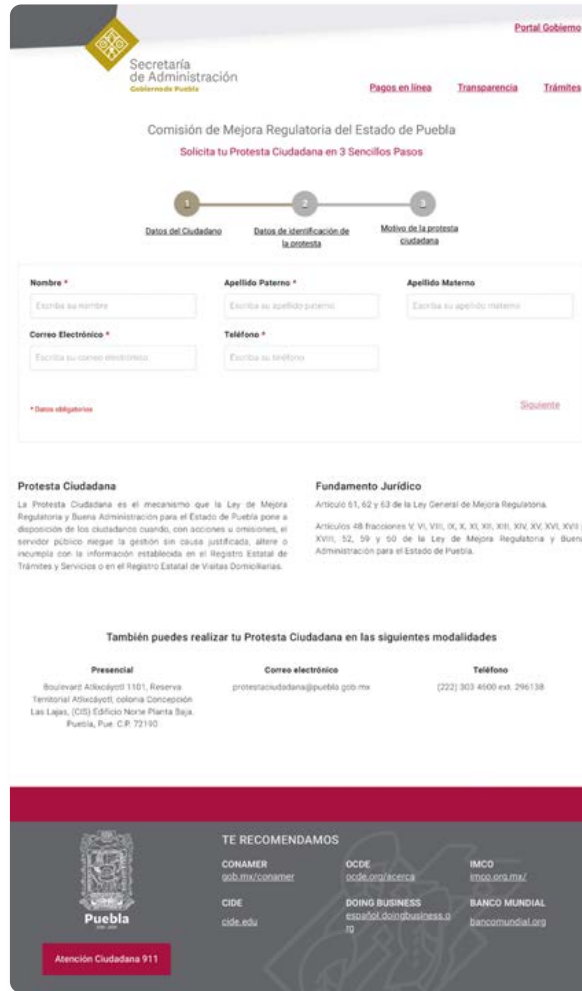 Portal Gobierno
Secretaría
de Administración
Gobierno de Puebla
Pagos en línea Transparencia Trámites
Comisión de Mejora Regulatoria del Estado de Puebla
Solicita tu Protesta Ciudadana en 3 Sencillos Pasos
1 2 3
Datos del Ciudadano
Datos de identificación de
la protesta
Motivo de la protesta
ciudadana
Nombre * Apellido Paterno * Apellido Materno
Escriba su nombre Escriba su apellido paterno Escriba su apellido materno
Correo Electrónico * Teléfono *
Escriba su correo electrónico Escriba su teléfono
* Datos obligatorios
Siguiente
Protesta Ciudadana
La Protesta Ciudadana es el mecanismo que la Ley de Mejora
Regulatoria y Buena Administración para el Estado de Puebla pone a
disposición de los ciudadanos cuando, con acciones u omisiones, el
servidor público niegue la gestión sin causa justificada, altere o
incumpla con la información establecida en el Registro Estatal de
Trámites y Servicios o en el Registro Estatal de Visitas Domiciliarias.
Fundamento Jurídico
Artículo 61, 62 y 63 de la Ley General de Mejora Regulatoria.
Artículos 48 fracciones V, VI, VIII, IX, X, XI, XII, XIII, XIV, XV, XVI, XVII y
XVIII, 52, 59 y 60 de la Ley de Mejora Regulatoria y Buena
Administración para el Estado de Puebla.
También puedes realizar tu Protesta Ciudadana en las siguientes modalidades
Presencial
Boulevard Atlixcáyotl 1101, Reserva
Territorial Atlixcáyotl, colonia Concepción
Las Lajas, (CIS) Edificio Norte Planta Baja.
Puebla, Pue. C.P. 72190
Correo electrónico
protestaciudadana@puebla.gob.mx
Teléfono
(222) 303 4600 ext. 296138
Puebla
Atención Ciudadana 911
TE RECOMENDAMOS
CONAMER
gob.mx/conamer
OCDE
ocde.org/acerca
IMCO
imco.org.mx/
CIDE
cide.edu
DOING BUSINESS
español.doingbusiness.o
rg
BANCO MUNDIAL
bancomundial.org